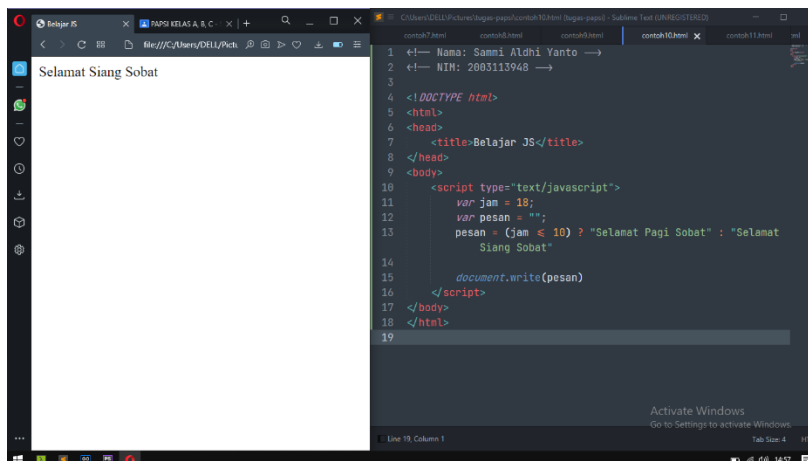 Belajar JS
PAPSI KELAS A, B, C -
file:///C:/Users/DELL/Pictu
Selamat Siang Sobat
C:\Users\DELL\Pictures\tugas-papsi\contoh10.html (tugas-papsi) - Sublime Text (UNREGISTERED)
contoh7.html contoh8.html contoh9.html contoh10.html contoh11.html
1 <!-- Nama: Sammi Aldhi Yanto -->
2 <!-- NIM: 2003113948 -->
3
4 <!DOCTYPE html>
5 <html>
6 <head>
7 <title>Belajar JS</title>
8 </head>
9 <body>
10 <script type="text/javascript">
11 var jam = 18;
12 var pesan = "";
13 pesan = (jam <= 10) ? "Selamat Pagi Sobat" : "Selamat
Siang Sobat"
14
15 document.write(pesan)
16 </script>
17 </body>
18 </html>
19
Activate Windows
Go to Settings to activate Windows.
Line 19, Column 1
Tab Size: 4
14:57